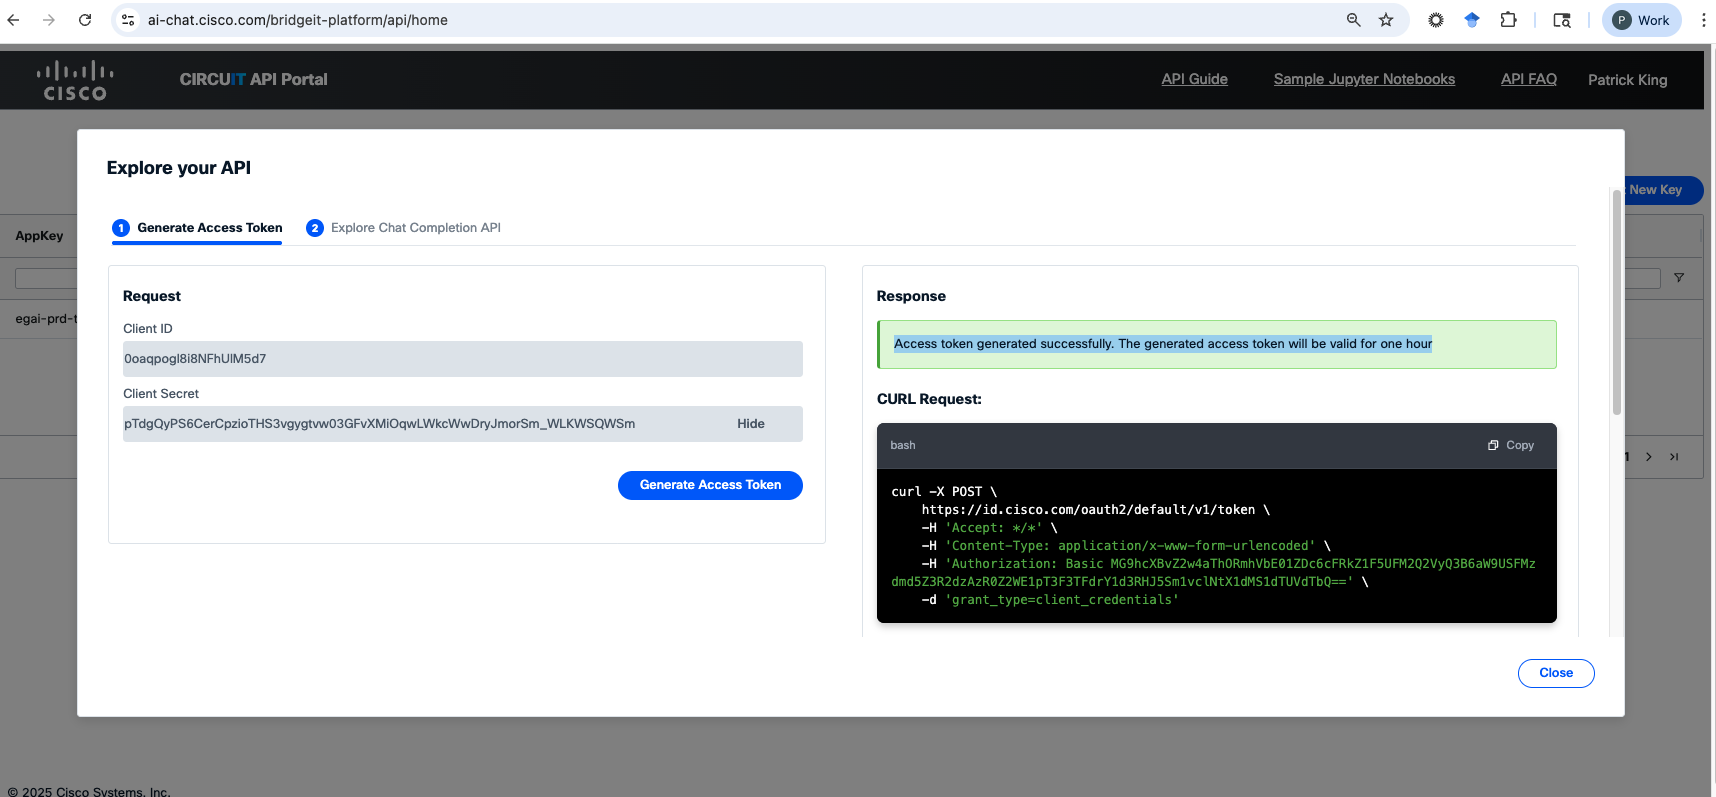 ai-chat.cisco.com/bridgeit-platform/api/home
P Work
CISCO
CIRCUIT API Portal
API Guide
Sample Jupyter Notebooks
API FAQ
Patrick King
New Key
AppKey
egai-prd-t
1
Explore your API
1 Generate Access Token
2 Explore Chat Completion API
Request
Client ID
0oaqpogl8i8NFhUlM5d7
Client Secret
pTdgQyPS6CerCpzioTHS3vgygtvw03GFvXMiOqwLWkcWwDryJmorSm_WLKWSQWSm
Hide
Generate Access Token
Response
Access token generated successfully. The generated access token will be valid for one hour
CURL Request:
bash
Copy
curl -X POST \
https://id.cisco.com/oauth2/default/v1/token \
-H 'Accept: */*' \
-H 'Content-Type: application/x-www-form-urlencoded' \
-H 'Authorization: Basic MG9hcXBvZ2w4aThORmhVbE01ZDc6cFRkZ1F5UFM2Q2VyQ3B6aW9USFMz
dmd5Z3R2dzAzR0Z2WE1pT3F3TFdrY1d3RHJ5Sm1vclNtX1dMS1dTUVdTbQ==' \
-d 'grant_type=client_credentials'
Close
© 2025 Cisco Systems, Inc.